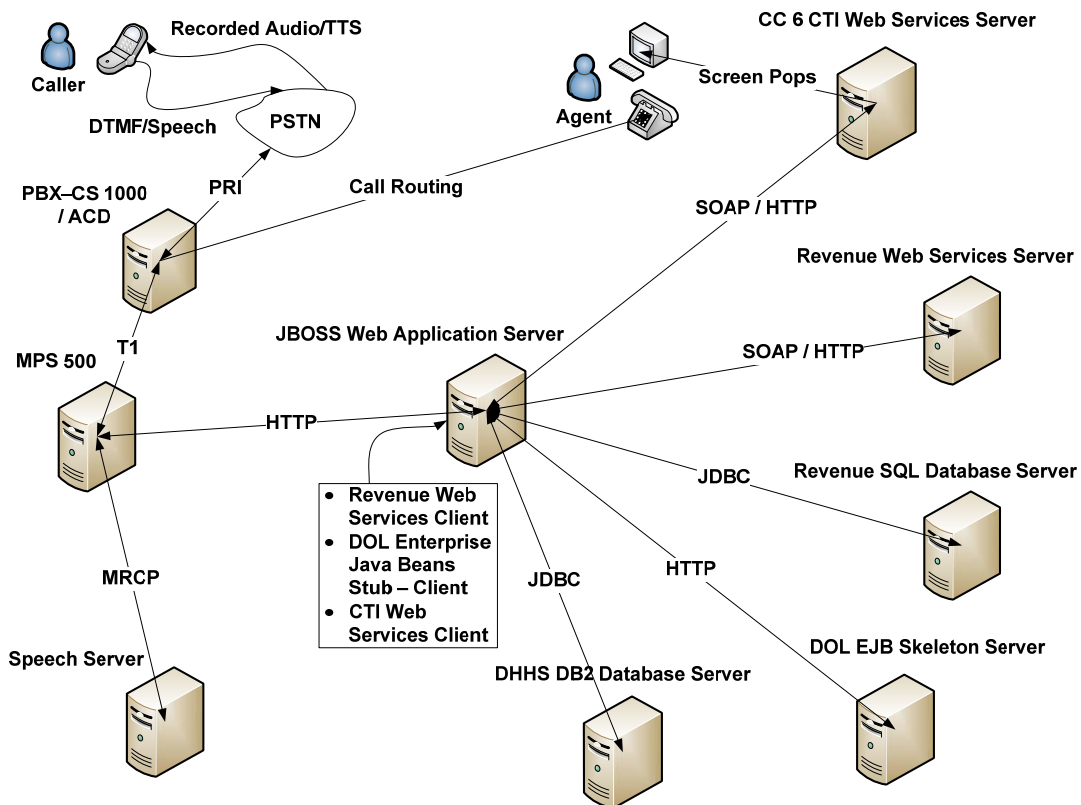 Recorded Audio/TTS
CC 6 CTI Web Services Server
Caller
DTMF/Speech
PSTN
Agent
Screen Pops
PBX–CS 1000
/ ACD
PRI
Call Routing
SOAP / HTTP
Revenue Web Services Server
T1
JBOSS Web Application Server
MPS 500
SOAP / HTTP
HTTP
Revenue SQL Database Server
JDBC
• Revenue Web
Services Client
• DOL Enterprise
Java Beans
Stub – Client
• CTI Web
Services Client
MRCP
JDBC
HTTP
Speech Server
DHHS DB2 Database Server
DOL EJB Skeleton Server